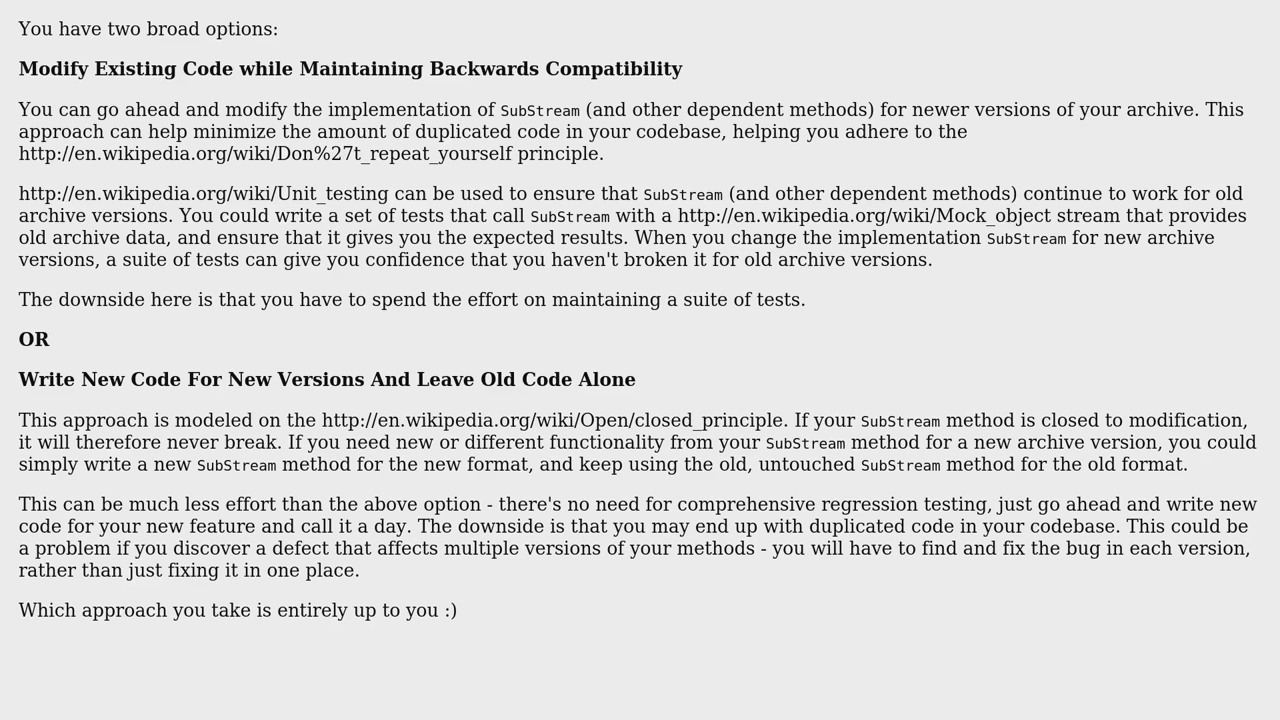 You have two broad options:
Modify Existing Code while Maintaining Backwards Compatibility
You can go ahead and modify the implementation of SubStream (and other dependent methods) for newer versions of your archive. This
approach can help minimize the amount of duplicated code in your codebase, helping you adhere to the
http://en.wikipedia.org/wiki/Don%27t_repeat_yourself principle.
http://en.wikipedia.org/wiki/Unit_testing can be used to ensure that SubStream (and other dependent methods) continue to work for old
archive versions. You could write a set of tests that call SubStream with a http://en.wikipedia.org/wiki/Mock_object stream that provides
old archive data, and ensure that it gives you the expected results. When you change the implementation SubStream for new archive
versions, a suite of tests can give you confidence that you haven't broken it for old archive versions.
The downside here is that you have to spend the effort on maintaining a suite of tests.
OR
Write New Code For New Versions And Leave Old Code Alone
This approach is modeled on the http://en.wikipedia.org/wiki/Open/closed_principle. If your SubStream method is closed to modification,
it will therefore never break. If you need new or different functionality from your SubStream method for a new archive version, you could
simply write a new SubStream method for the new format, and keep using the old, untouched SubStream method for the old format.
This can be much less effort than the above option - there's no need for comprehensive regression testing, just go ahead and write new
code for your new feature and call it a day. The downside is that you may end up with duplicated code in your codebase. This could be
a problem if you discover a defect that affects multiple versions of your methods - you will have to find and fix the bug in each version,
rather than just fixing it in one place.
Which approach you take is entirely up to you :)